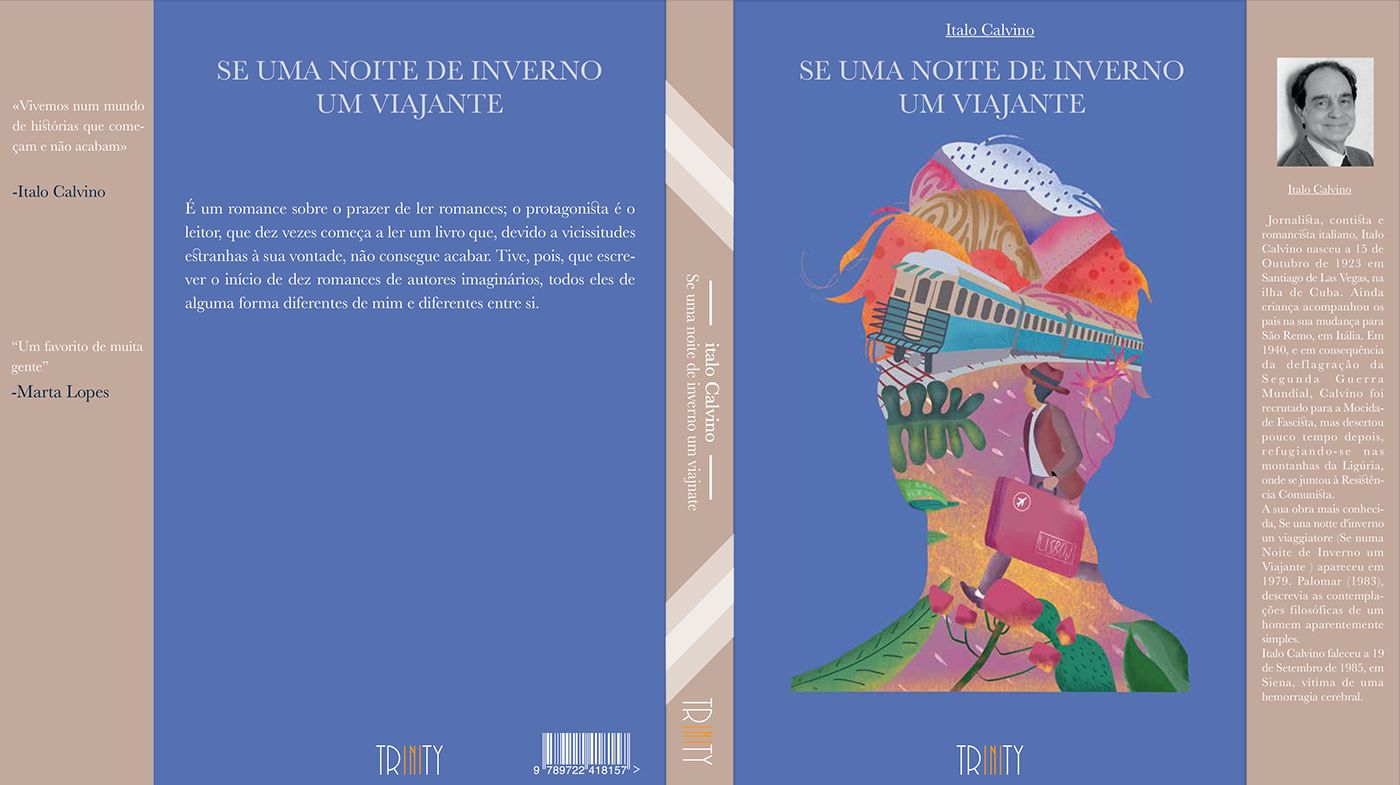 «Vivemos num mundo
de histórias que come-
çam e não acabam»
-Italo Calvino
“Um favorito de muita
gente”
-Marta Lopes
SE UMA NOITE DE INVERNO
UM VIAJANTE
É um romance sobre o prazer de ler romances; o protagonista é o
leitor, que dez vezes começa a ler um livro que, devido a vicissitudes
estranhas à sua vontade, não consegue acabar. Tive, pois, que escre-
ver o início de dez romances de autores imaginários, todos eles de
alguma forma diferentes de mim e diferentes entre si.
TRINITY
9 789722 418157 >
italo Calvino
Se uma noite de inverno um viajnate
TRINITY
Italo Calvino
SE UMA NOITE DE INVERNO
UM VIAJANTE
LISBON
TRINITY
Italo Calvino
Jornalista, contista e
romancista italiano, Italo
Calvino nasceu a 15 de
Outubro de 1923 em
Santiago de Las Vegas, na
ilha de Cuba. Ainda
criança acompanhou os
pais na sua mudança para
São Remo, em Itália. Em
1940, e em consequência
da deflagração da
Segunda Guerra
Mundial, Calvino foi
recrutado para a Mocida-
de Fascista, mas desertou
pouco tempo depois,
refugiando-se nas
montanhas da Ligúria,
onde se juntou à Resistên-
cia Comunista.
A sua obra mais conheci-
da, Se una notte d'inverno
un viaggiatore (Se numa
Noite de Inverno um
Viajante ) apareceu em
1979. Palomar (1983),
descrevia as contempla-
ções filosóficas de um
homem aparentemente
simples.
Italo Calvino faleceu a 19
de Setembro de 1985, em
Siena, vítima de uma
hemorragia cerebral.